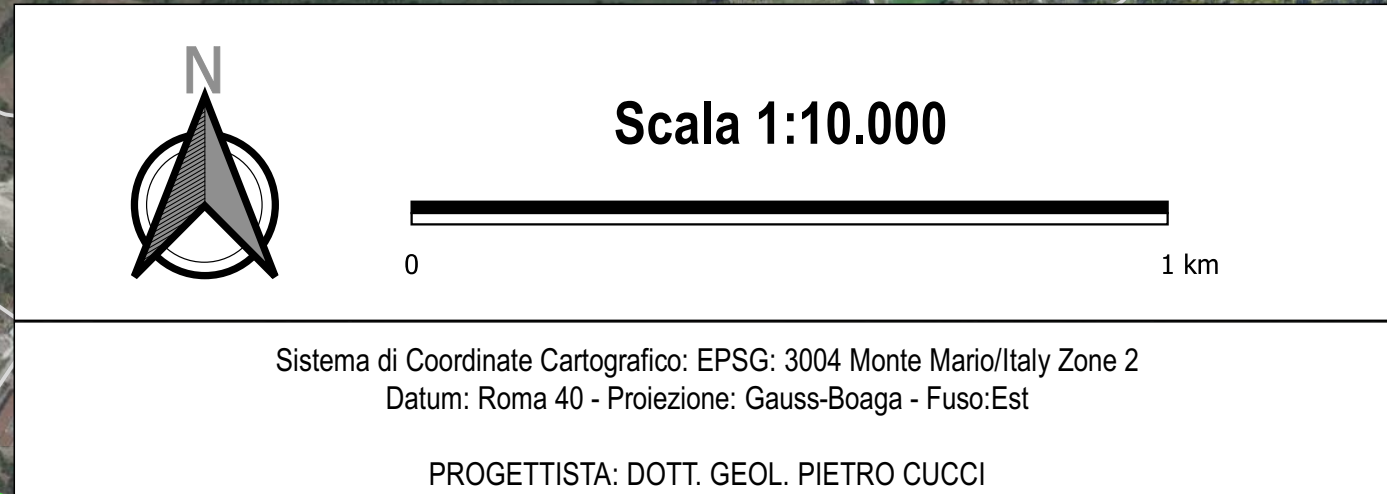 N
Scala 1:10.000
0 1 km
Sistema di Coordinate Cartografico: EPSG: 3004 Monte Mario/Italy Zone 2
Datum: Roma 40 - Proiezione: Gauss-Boaga - Fuso:Est
PROGETTISTA: DOTT. GEOL. PIETRO CUCCI